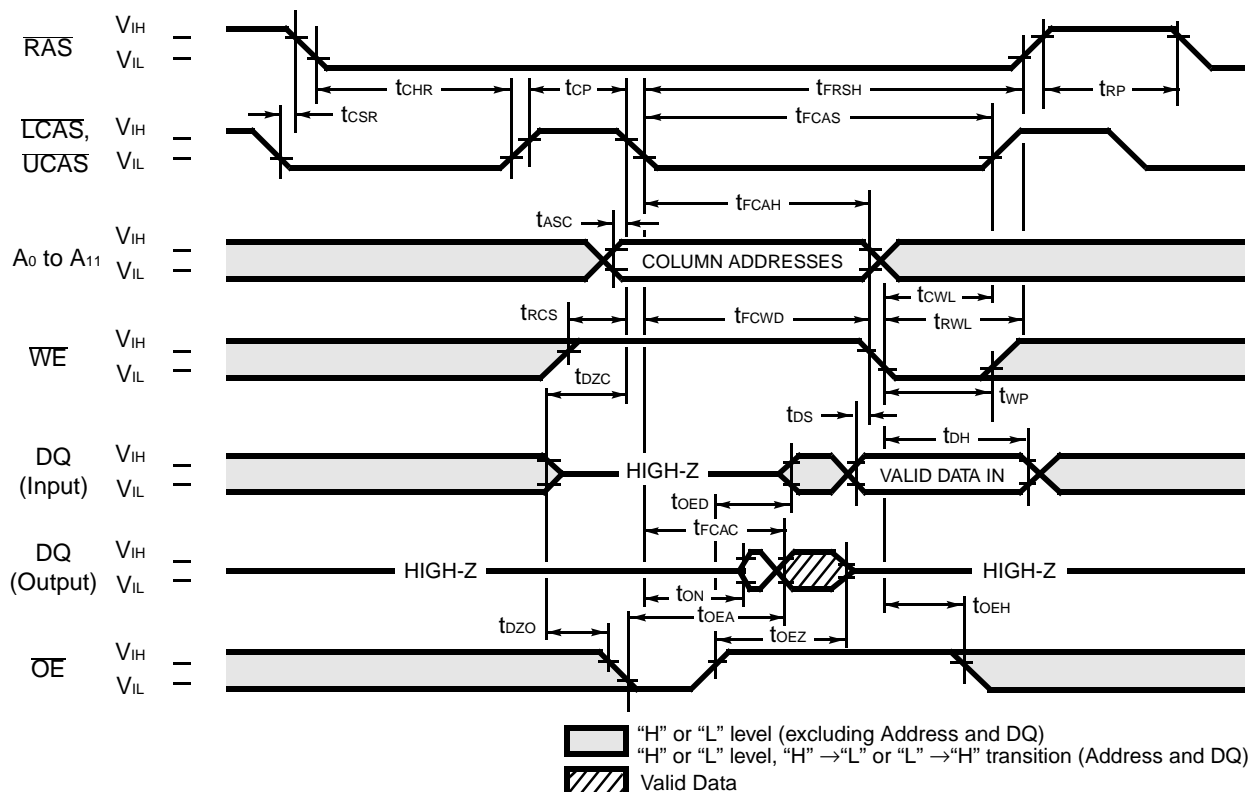 RAS
VIH
VIL
tCHR
tCP
tFRSH
tRP
tCSR
tFCAS
LCAS,
UCAS
VIH
VIL
tFCAH
tASC
A0 to A11
VIH
VIL
COLUMN ADDRESSES
tCWL
tRCS
tFCWD
tRWL
WE
VIH
VIL
tDZC
tWP
tDS
tDH
DQ
(Input)
VIH
VIL
HIGH-Z
VALID DATA IN
tOED
tFCAC
DQ
(Output)
VIH
VIL
HIGH-Z
HIGH-Z
tON
tOEA
tOEH
tDZO
tOEZ
OE
VIH
VIL
“H” or “L” level (excluding Address and DQ)
“H” or “L” level, “H” →“L” or “L” →“H” transition (Address and DQ)
Valid Data